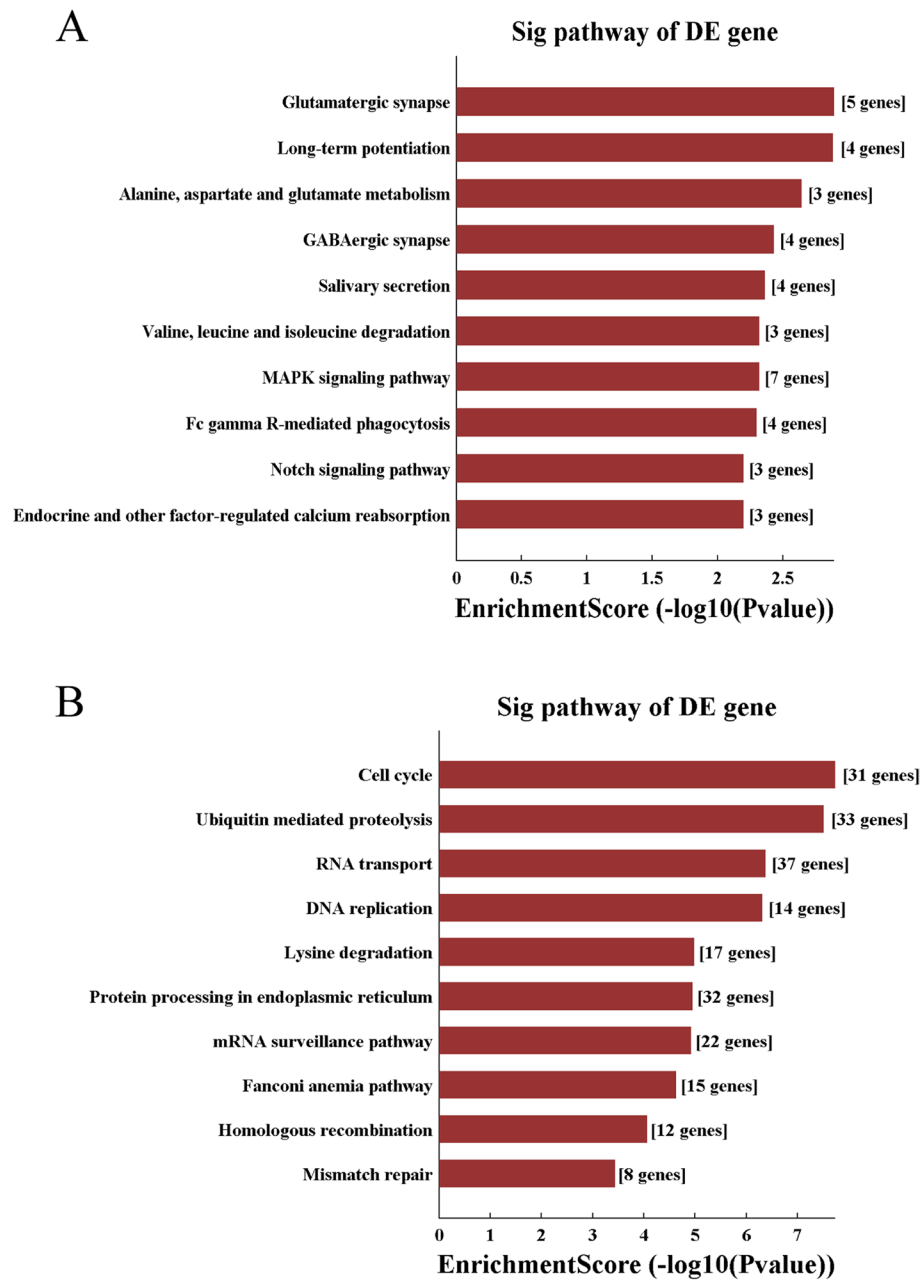 A
Sig pathway of DE gene
Glutamatergic synapse [5 genes]
Long-term potentiation [4 genes]
Alanine, aspartate and glutamate metabolism [3 genes]
GABAergic synapse [4 genes]
Salivary secretion [4 genes]
Valine, leucine and isoleucine degradation [3 genes]
MAPK signaling pathway [7 genes]
Fc gamma R-mediated phagocytosis [4 genes]
Notch signaling pathway [3 genes]
Endocrine and other factor-regulated calcium reabsorption [3 genes]
0 0.5 1 1.5 2 2.5
EnrichmentScore (-log10(Pvalue))
B
Sig pathway of DE gene
Cell cycle [31 genes]
Ubiquitin mediated proteolysis [33 genes]
RNA transport [37 genes]
DNA replication [14 genes]
Lysine degradation [17 genes]
Protein processing in endoplasmic reticulum [32 genes]
mRNA surveillance pathway [22 genes]
Fanconi anemia pathway [15 genes]
Homologous recombination [12 genes]
Mismatch repair [8 genes]
0 1 2 3 4 5 6 7
EnrichmentScore (-log10(Pvalue))